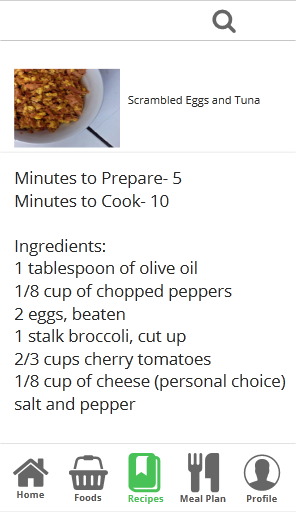 Scrambled Eggs and Tuna
Minutes to Prepare- 5
Minutes to Cook- 10
Ingredients:
1 tablespoon of olive oil
1/8 cup of chopped peppers
2 eggs, beaten
1 stalk broccoli, cut up
2/3 cups cherry tomatoes
1/8 cup of cheese (personal choice)
salt and pepper
Home Foods Recipes Meal Plan Profile